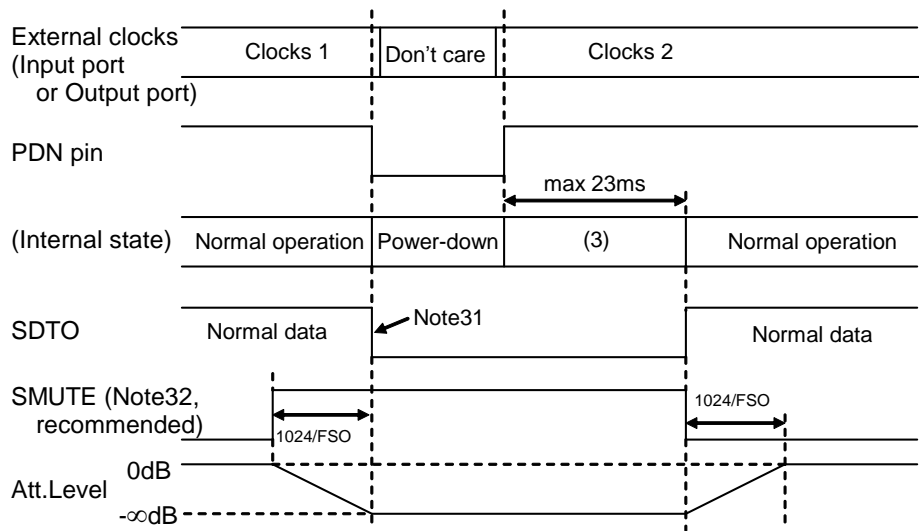 External clocks
(Input port
or Output port)
Clocks 1
Don't care
Clocks 2
PDN pin
max 23ms
(Internal state)
Normal operation
Power-down
(3)
Normal operation
SDTO
Normal data
Note31
Normal data
SMUTE (Note32,
recommended)
1024/FSO
1024/FSO
Att.Level
0dB
-∞dB